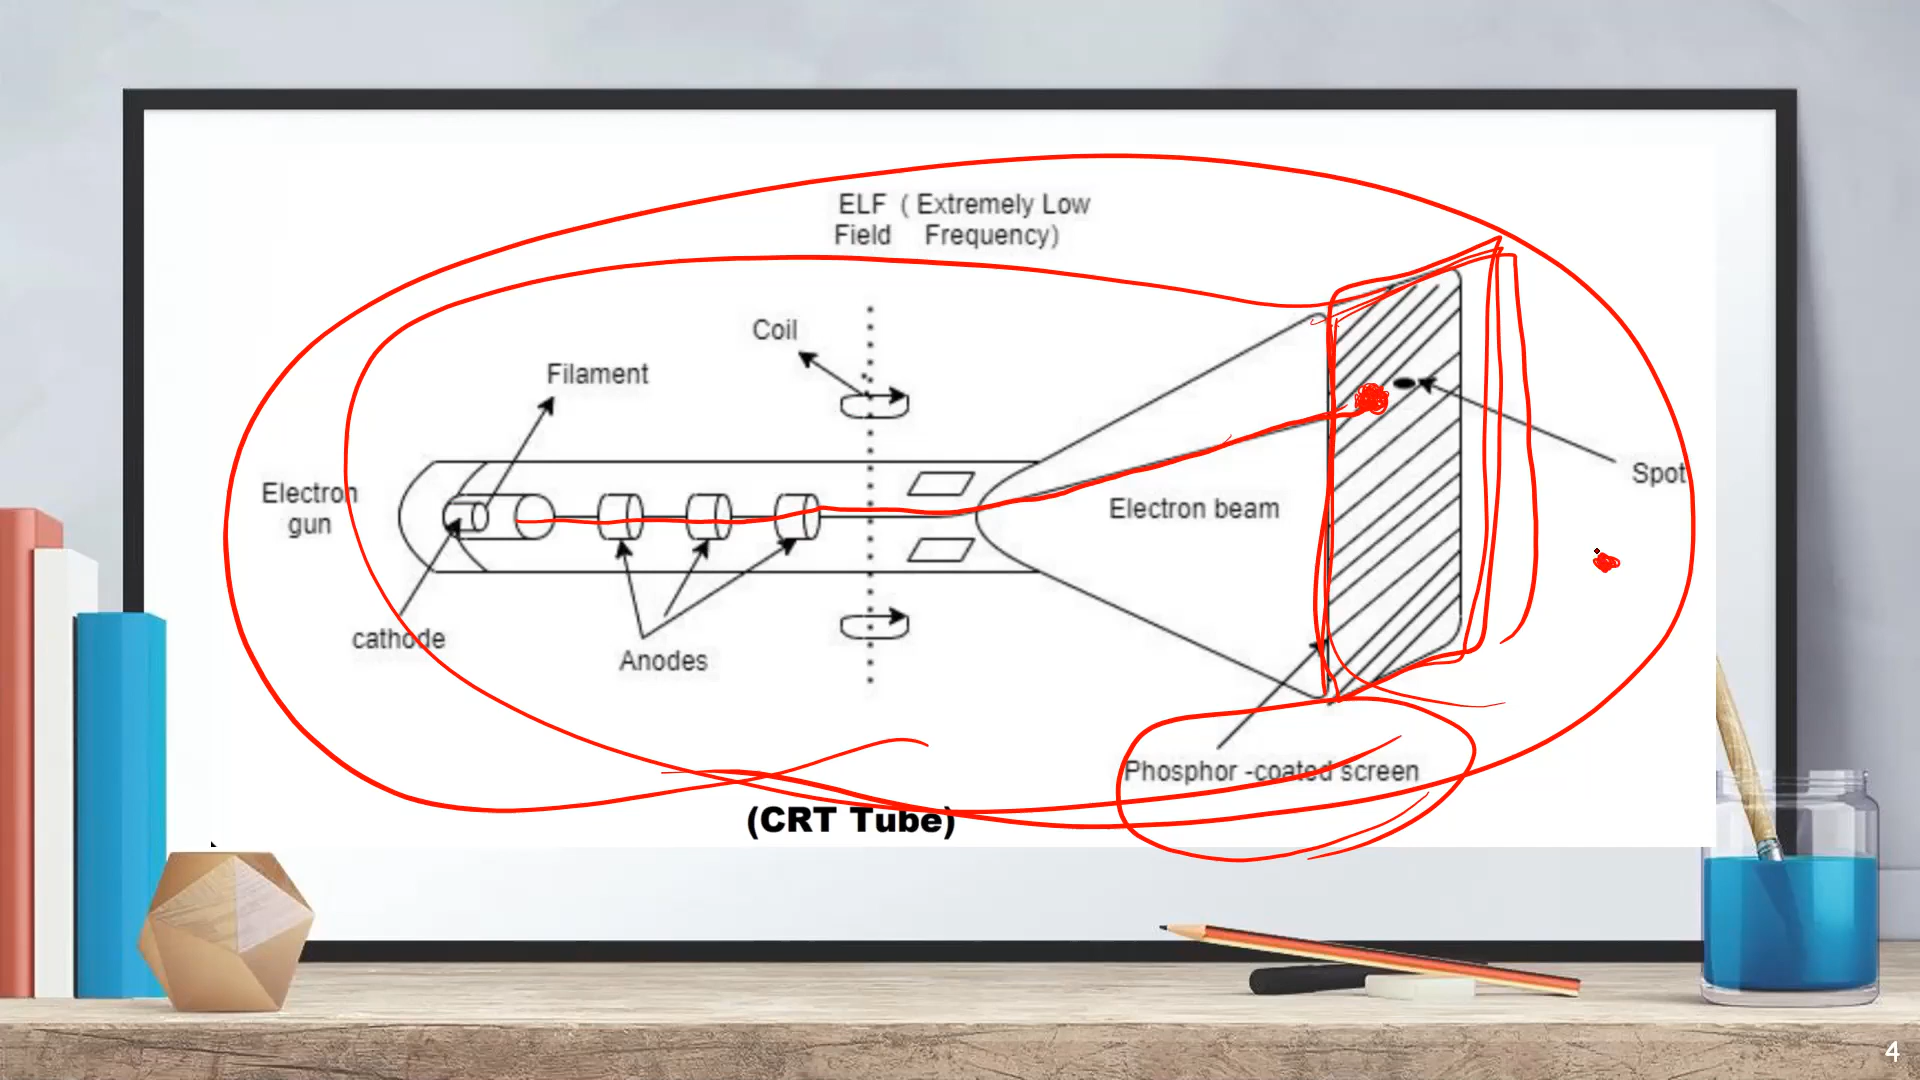 ELF ( Extremely Low
Field Frequency)
Coil
Filament
Electron
gun
Spot
Electron beam
cathode
Anodes
Phosphor -coated screen
(CRT Tube)
4